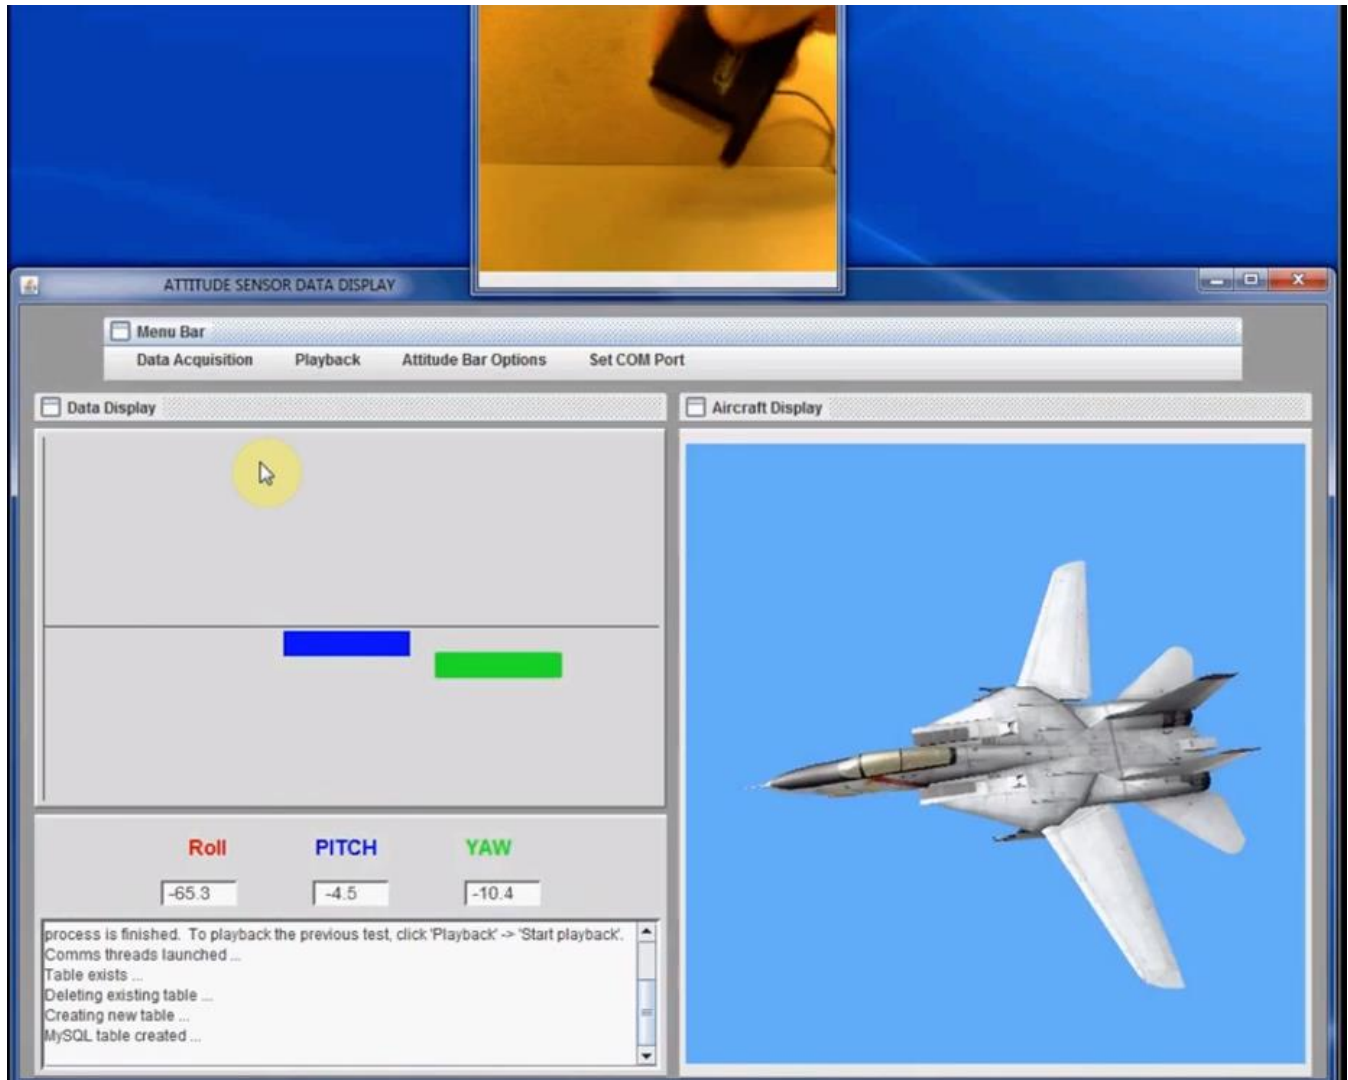 ATTITUDE SENSOR DATA DISPLAY
Menu Bar
Data Acquisition Playback Attitude Bar Options Set COM Port
Data Display
Aircraft Display
Roll PITCH YAW
-65.3 -4.5 -10.4
process is finished. To playback the previous test, click 'Playback' -> 'Start playback'.
Comms threads launched ...
Table exists ...
Deleting existing table ...
Creating new table ...
MySQL table created ...